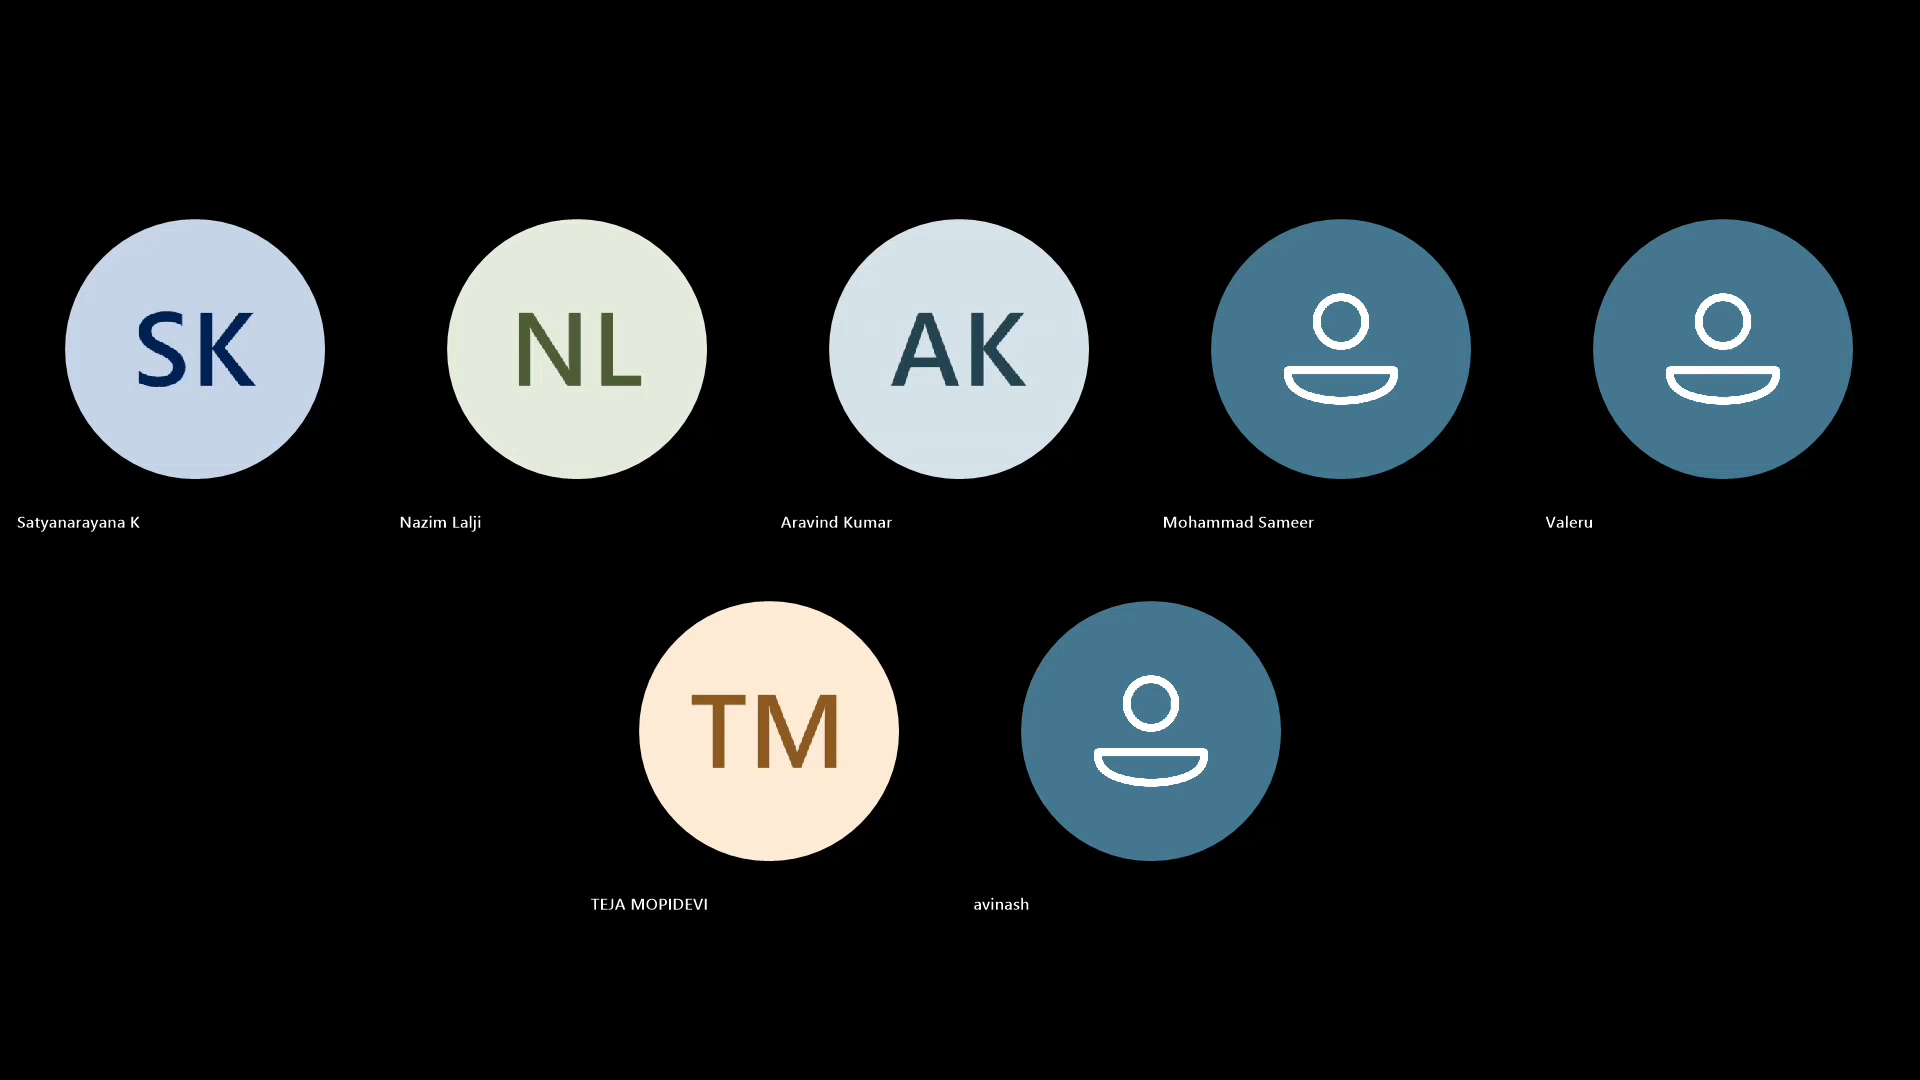 SK
NL
AK
Satyanarayana K
Nazim Lalji
Aravind Kumar
Mohammad Sameer
Valeru
TM
TEJA MOPIDEVI
avinash